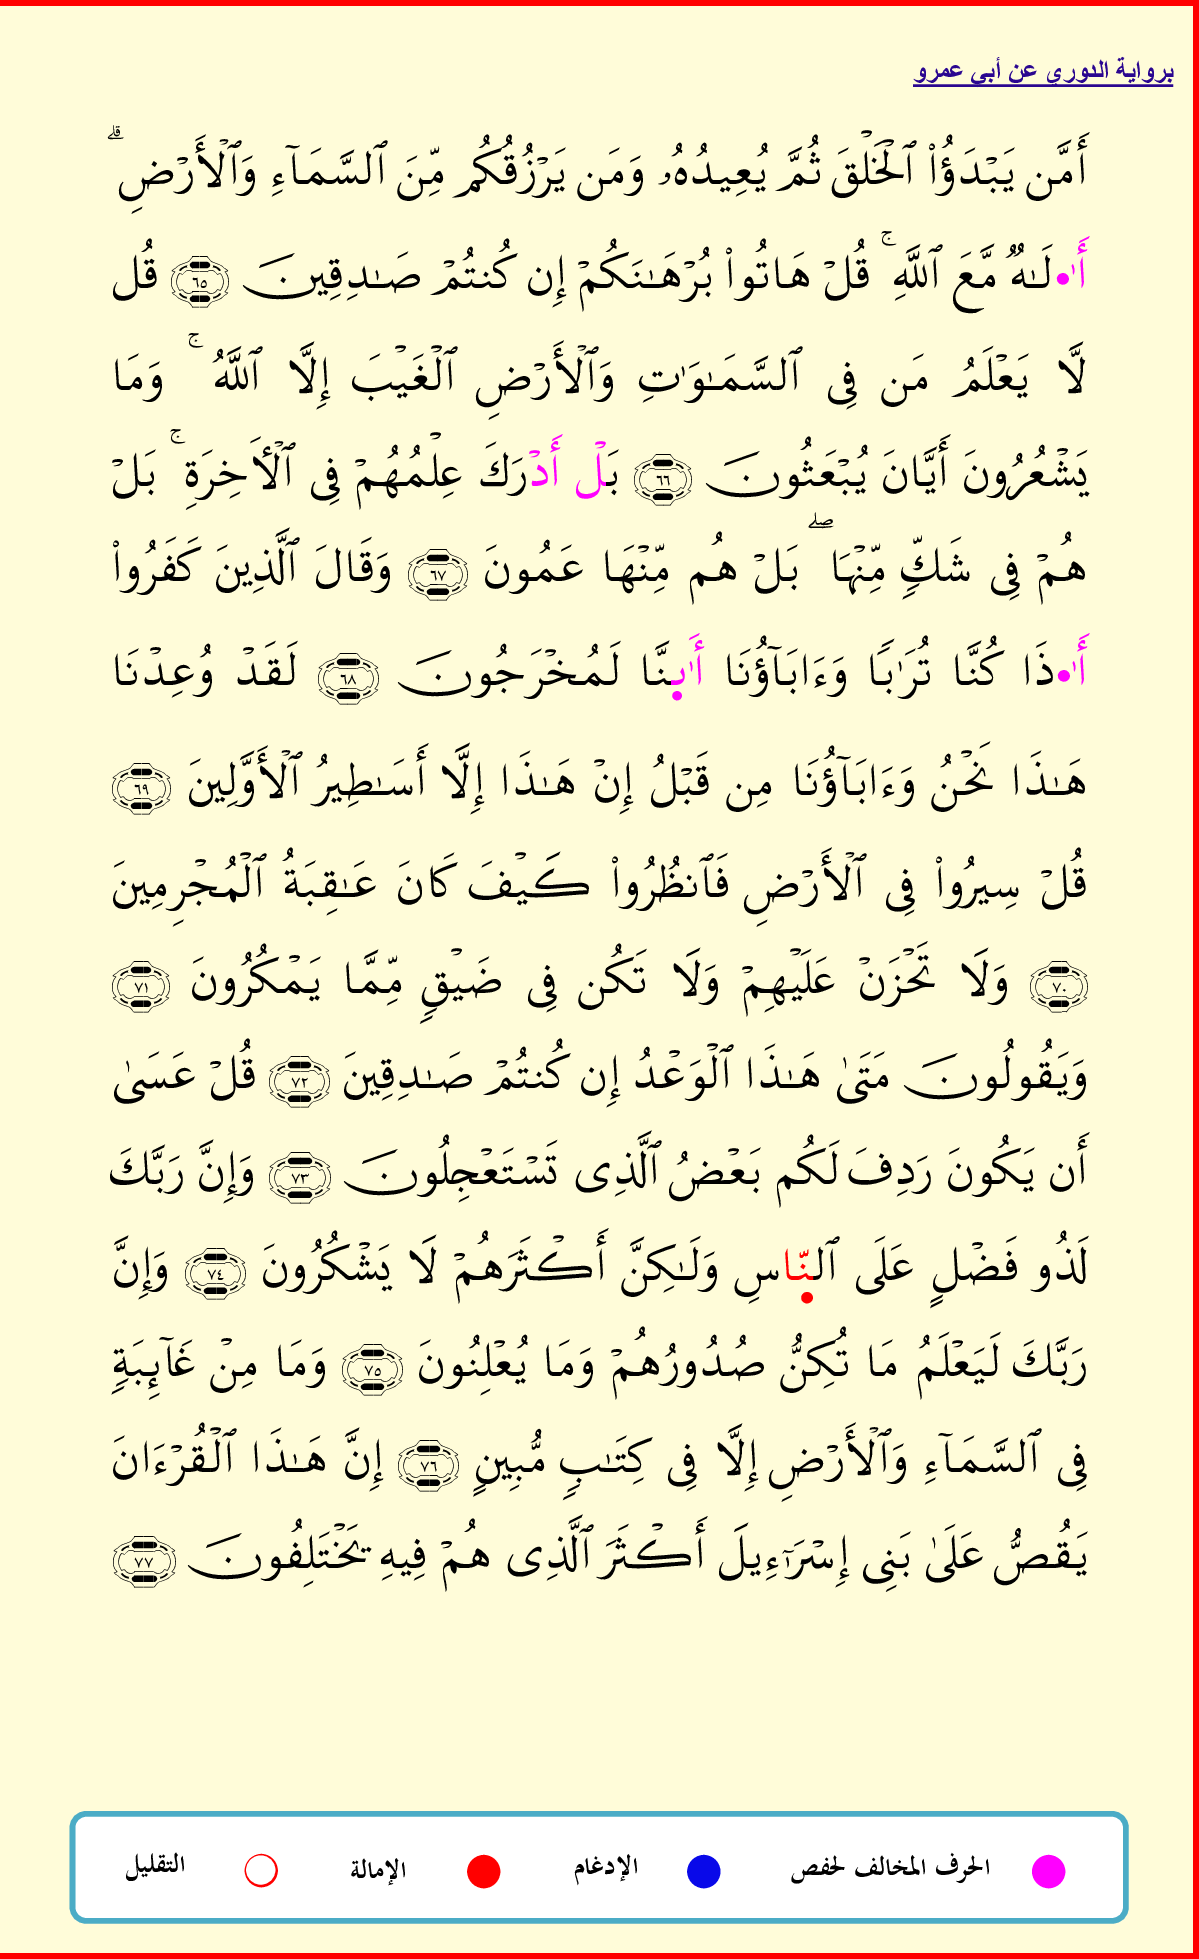 برواية الدوري عن أبي عمرو
أَمَّن يَبۡدَؤُاْ ٱلۡخَلۡقَ ثُمَّ يُعِيدُهُۥ وَمَن يَرۡزُقُكُم مِّنَ ٱلسَّمَآءِ وَٱلۡأَرۡضِۗ
أَ•ٰلَٰهٞ مَّعَ ٱللَّهِۚ قُلۡ هَاتُواْ بُرۡهَٰنَكُمۡ إِن كُنتُمۡ صَٰدِقِينَ ٦٥ قُل
لَّا يَعۡلَمُ مَن فِي ٱلسَّمَٰوَٰتِ وَٱلۡأَرۡضِ ٱلۡغَيۡبَ إِلَّا ٱللَّهُۚ وَمَا
يَشۡعُرُونَ أَيَّانَ يُبۡعَثُونَ ٦٦ بَلۡ أَدۡرَكَ عِلۡمُهُمۡ فِي ٱلۡأَخِرَةِۚ بَلۡ
هُمۡ فِي شَكّٖ مِّنۡهَاۖ بَلۡ هُم مِّنۡهَا عَمُونَ ٦٧ وَقَالَ ٱلَّذِينَ كَفَرُواْ
أَ•ٰذَا كُنَّا تُرَٰبٗا وَءَابَآؤُنَا أَٰىِٕنَّا لَمُخۡرَجُونَ ٦٨ لَقَدۡ وُعِدۡنَا
هَٰذَا نَحۡنُ وَءَابَآؤُنَا مِن قَبۡلُ إِنۡ هَٰذَا إِلَّا أَسَٰطِيرُ ٱلۡأَوَّلِينَ ٦٩
قُلۡ سِيرُواْ فِي ٱلۡأَرۡضِ فَٱنظُرُواْ كَيۡفَ كَانَ عَٰقِبَةُ ٱلۡمُجۡرِمِينَ
٧٠ وَلَا تَحۡزَنۡ عَلَيۡهِمۡ وَلَا تَكُن فِي ضَيۡقٖ مِّمَّا يَمۡكُرُونَ ٧١
وَيَقُولُونَ مَتَىٰ هَٰذَا ٱلۡوَعۡدُ إِن كُنتُمۡ صَٰدِقِينَ ٧٢ قُلۡ عَسَىٰ
أَن يَكُونَ رَدِفَ لَكُم بَعۡضُ ٱلَّذِي تَسۡتَعۡجِلُونَ ٧٣ وَإِنَّ رَبَّكَ
لَذُو فَضۡلٍ عَلَى ٱلنَّاسِ وَلَٰكِنَّ أَكۡثَرَهُمۡ لَا يَشۡكُرُونَ ٧٤ وَإِنَّ
رَبَّكَ لَيَعۡلَمُ مَا تُكِنُّ صُدُورُهُمۡ وَمَا يُعۡلِنُونَ ٧٥ وَمَا مِنۡ غَآئِبَةٖ
فِي ٱلسَّمَآءِ وَٱلۡأَرۡضِ إِلَّا فِي كِتَٰبٖ مُّبِينٍ ٧٦ إِنَّ هَٰذَا ٱلۡقُرۡءَانَ
يَقُصُّ عَلَىٰ بَنِي إِسۡرَٰٓءِيلَ أَكۡثَرَ ٱلَّذِي هُمۡ فِيهِ يَخۡتَلِفُونَ ٧٧
الحرف المخالف لحفص الإدغام الإمالة التقليل